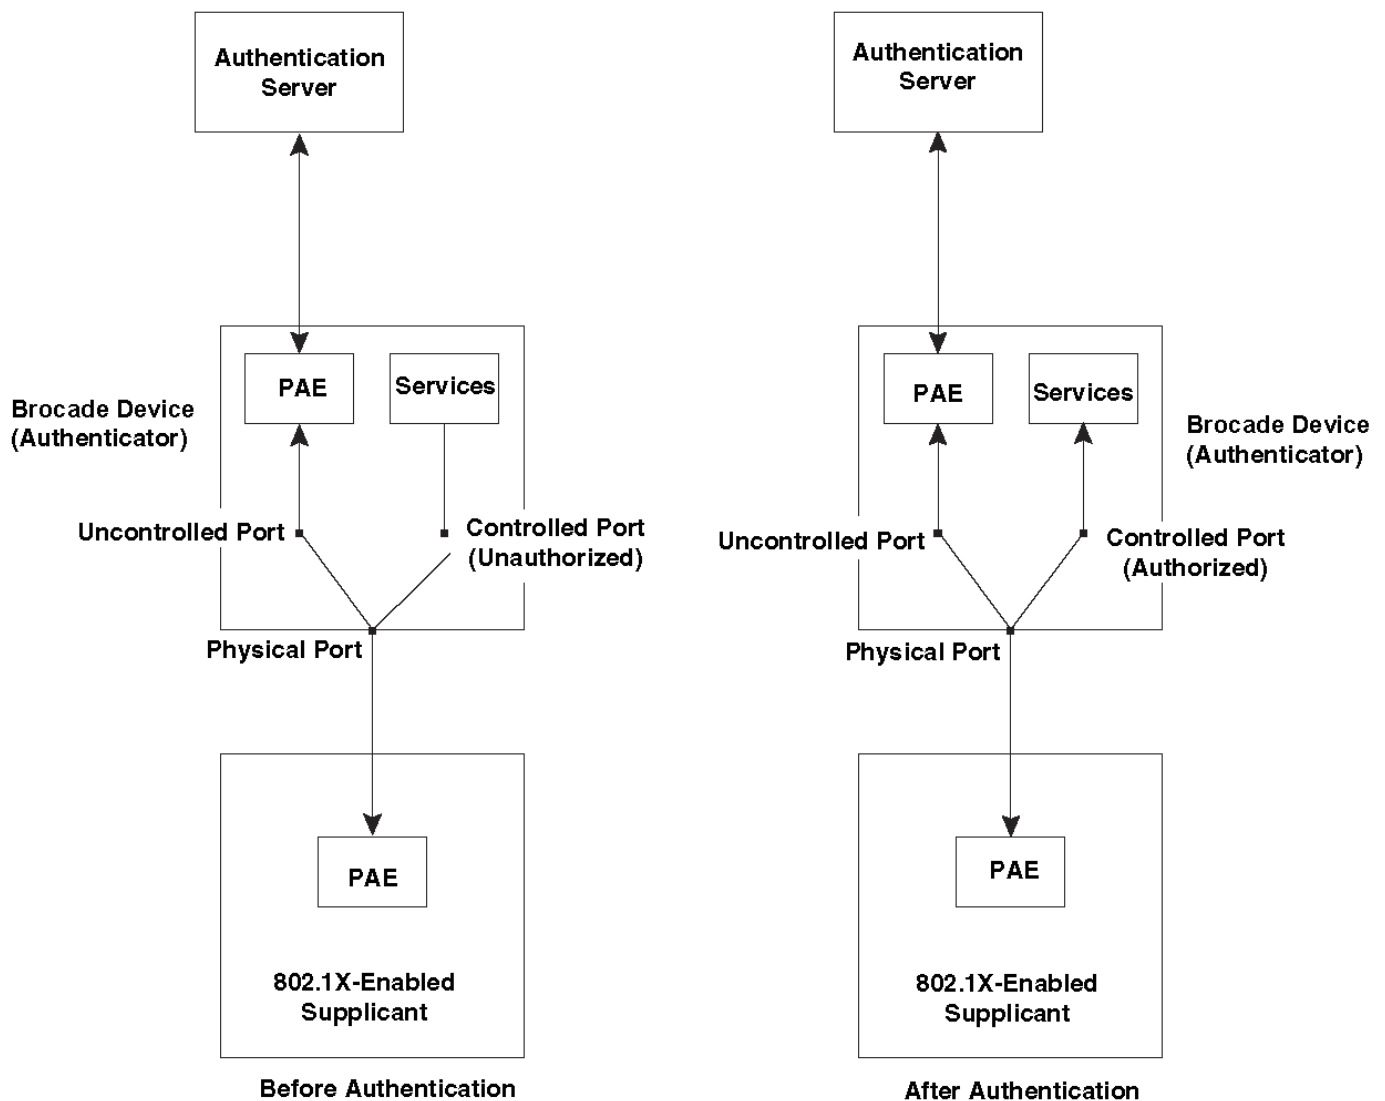 Authentication
Server
PAE
Services
Brocade Device
(Authenticator)
Uncontrolled Port
Controlled Port
(Unauthorized)
Physical Port
PAE
802.1X-Enabled
Supplicant
Before Authentication
Authentication
Server
PAE
Services
Brocade Device
(Authenticator)
Uncontrolled Port
Controlled Port
(Authorized)
Physical Port
PAE
802.1X-Enabled
Supplicant
After Authentication